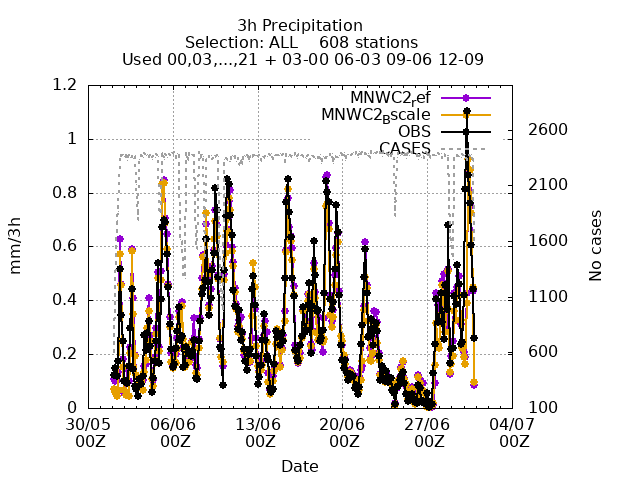 3h Precipitation
Selection: ALL 608 stations
Used 00,03,...,21 + 03-00 06-03 09-06 12-09
MNWC2ref
MNWC2Bscale
OBS
CASES
1.2
1
0.8
0.6
0.4
0.2
0
mm/3h
2600
2100
1600
1100
600
100
No cases
30/05 06/06 13/06 20/06 27/06 04/07
00Z 00Z 00Z 00Z 00Z 00Z
Date